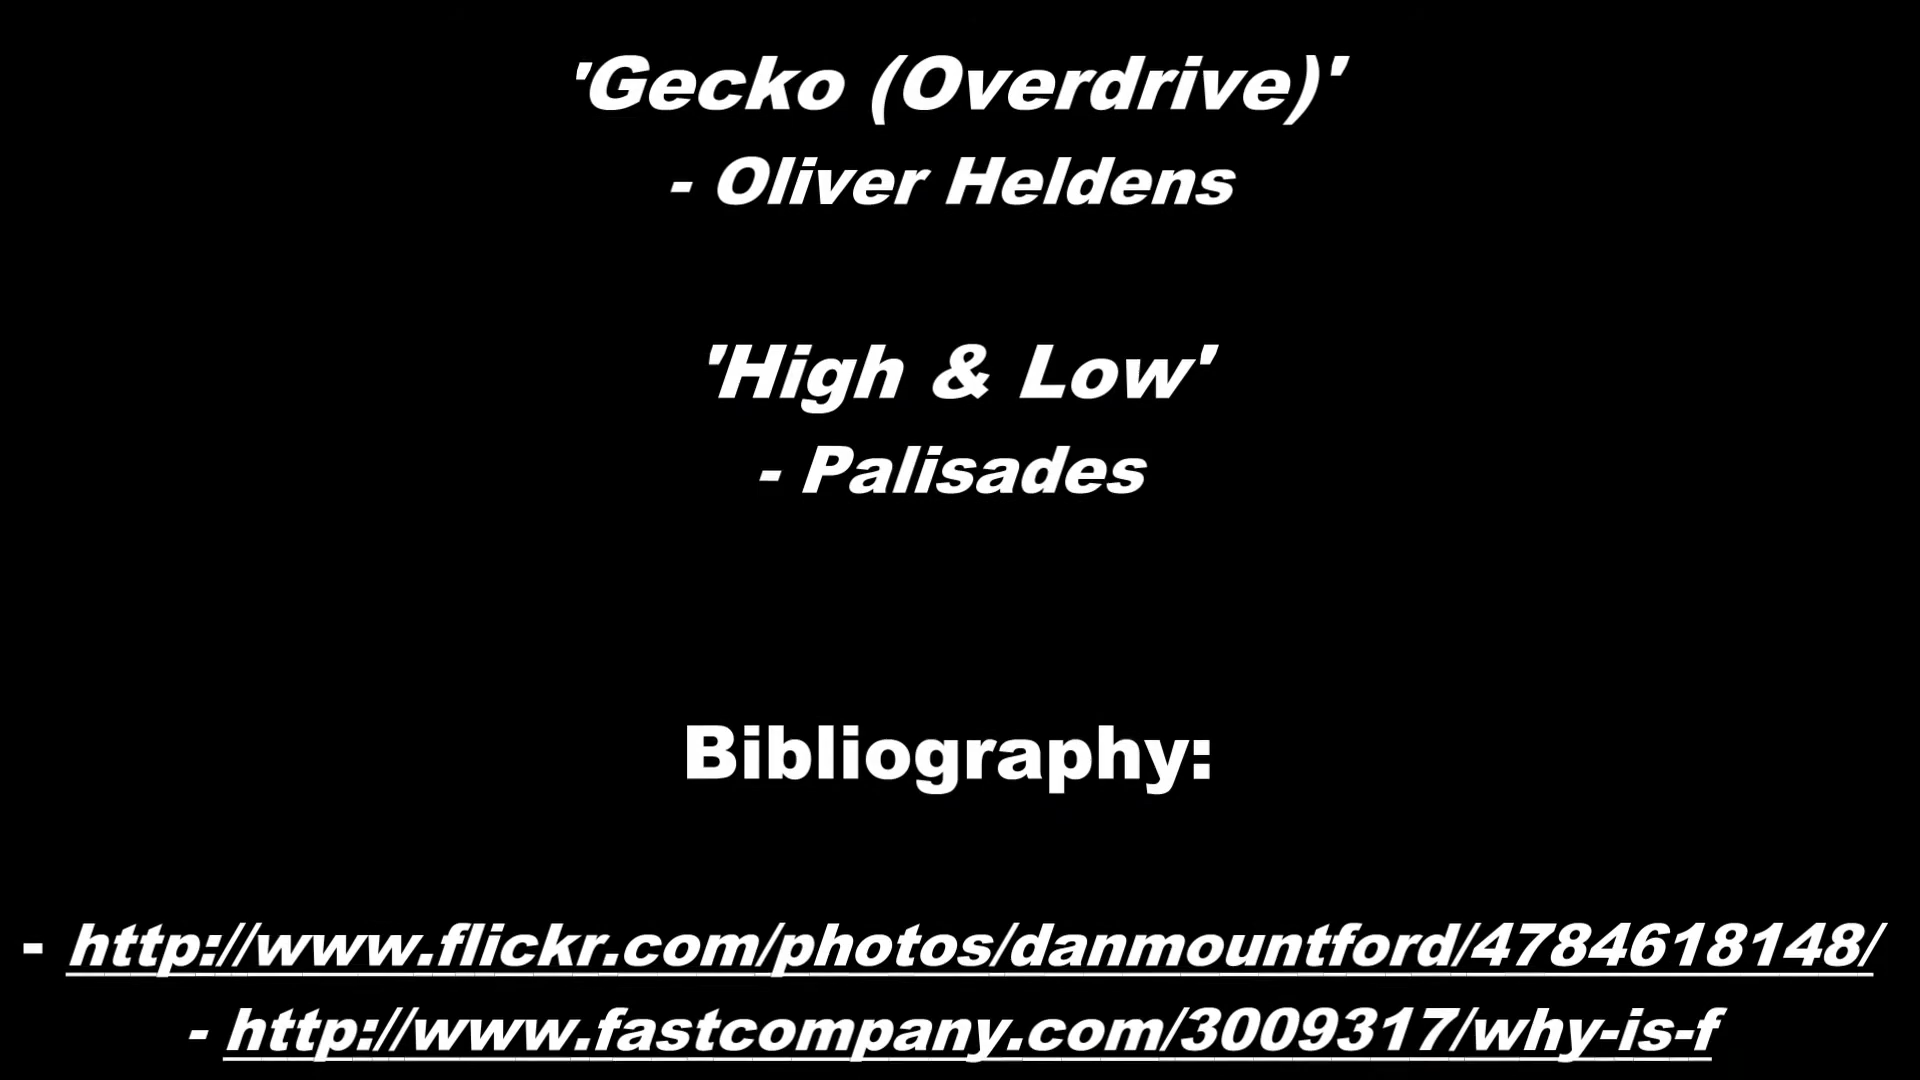 'Gecko (Overdrive)'
- Oliver Heldens
'High & Low'
- Palisades
Bibliography:
- http://www.flickr.com/photos/danmountford/4784618148/
- http://www.fastcompany.com/3009317/why-is-f